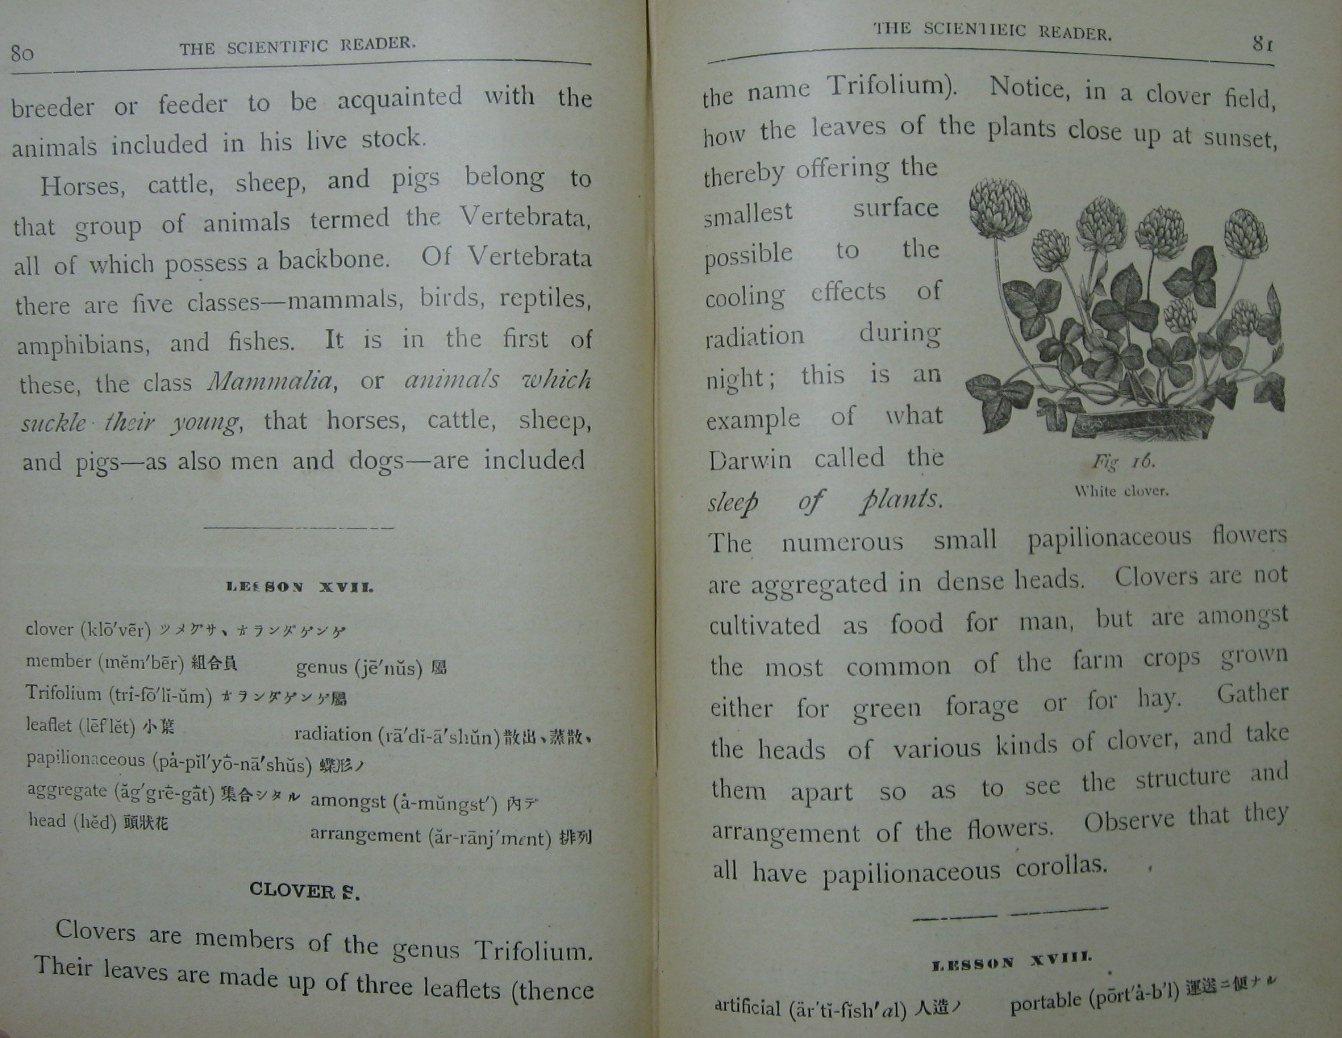 80
THE SCIENTIFIC READER.
breeder or feeder to be acquainted with the
animals included in his live stock.
Horses, cattle, sheep, and pigs belong to
that group of animals termed the Vertebrata,
all of which possess a backbone. Of Vertebrata
there are five classes—mammals, birds, reptiles,
amphibians, and fishes. It is in the first of
these, the class Mammalia, or animals which
suckle their young, that horses, cattle, sheep,
and pigs—as also men and dogs—are included
LESSON XVII.
clover (klō′vēr) ツメグサ、オランダゲンゲ
member (mĕm′bēr) 組合員 genus (jē′nŭs) 屬
Trifolium (trī-fō′lĭ-ŭm) オランダゲンゲ屬
leaflet (lēf′lĕt) 小葉 radiation (rā′dĭ-ā′shŭn) 散出、蒸散、
papilionaceous (pȧ-pĭl′yō-nā′shŭs) 蝶形ノ
aggregate (ăg′grē-gāt) 集合シタル amongst (ȧ-mŭngst′) 內デ
head (hĕd) 頭狀花 arrangement (ăr-rānj′ment) 排列
CLOVERS.
Clovers are members of the genus Trifolium.
Their leaves are made up of three leaflets (thence
THE SCIENTIEIC READER.
81
the name Trifolium). Notice, in a clover field,
how the leaves of the plants close up at sunset,
thereby offering the
smallest surface
possible to the
cooling effects of
radiation during
night; this is an
example of what
Darwin called the
sleep of plants.
Fig 16.
White clover.
The numerous small papilionaceous flowers
are aggregated in dense heads. Clovers are not
cultivated as food for man, but are amongst
the most common of the farm crops grown
either for green forage or for hay. Gather
the heads of various kinds of clover, and take
them apart so as to see the structure and
arrangement of the flowers. Observe that they
all have papilionaceous corollas.
LESSON XVIII.
artificial (är′tĭ-fĭsh′al) 人造ノ portable (pōrt′ȧ-b'l) 運送ニ便ナル